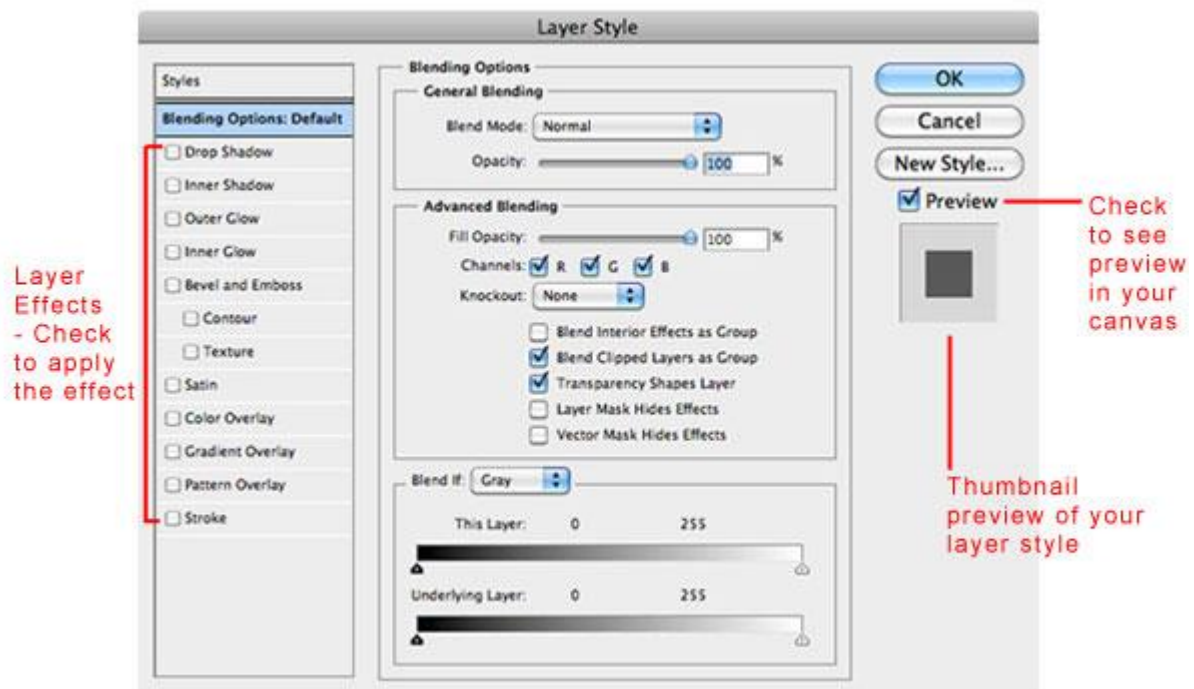 Layer Style
Styles
Blending Options: Default
Drop Shadow
Inner Shadow
Outer Glow
Inner Glow
Bevel and Emboss
Contour
Texture
Satin
Color Overlay
Gradient Overlay
Pattern Overlay
Stroke
Layer
Effects
- Check
to apply
the effect
Blending Options
General Blending
Blend Mode: Normal
Opacity: 100 %
Advanced Blending
Fill Opacity: 100 %
Channels: R G B
Knockout: None
Blend Interior Effects as Group
Blend Clipped Layers as Group
Transparency Shapes Layer
Layer Mask Hides Effects
Vector Mask Hides Effects
Blend If: Gray
This Layer: 0 255
Underlying Layer: 0 255
OK
Cancel
New Style...
Preview
Check
to see
preview
in your
canvas
Thumbnail
preview of your
layer style